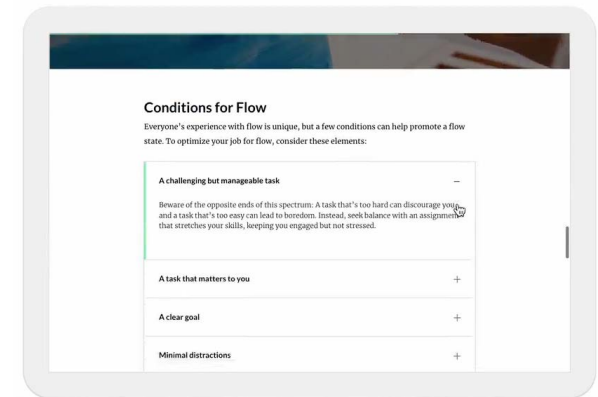 Conditions for Flow
Everyone's experience with flow is unique, but a few conditions can help promote a flow
state. To optimize your job for flow, consider these elements:
A challenging but manageable task
Beware of the opposite ends of this spectrum: A task that's too hard can discourage you,
and a task that's too easy can lead to boredom. Instead, seek balance with an assignment
that stretches your skills, keeping you engaged but not stressed.
A task that matters to you
A clear goal
Minimal distractions